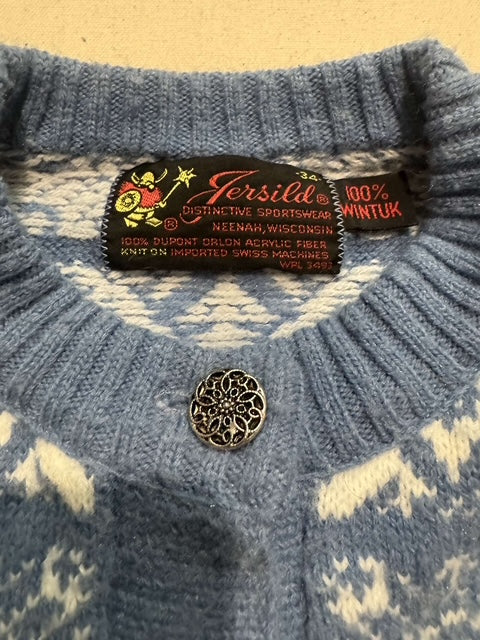 -34-
Jersild®
DISTINCTIVE SPORTSWEAR
® NEENAH, WISCONSIN
100% DUPONT ORLON ACRYLIC FIBER
KNIT ON IMPORTED SWISS MACHINES
WPL 3493
100%
WINTUK